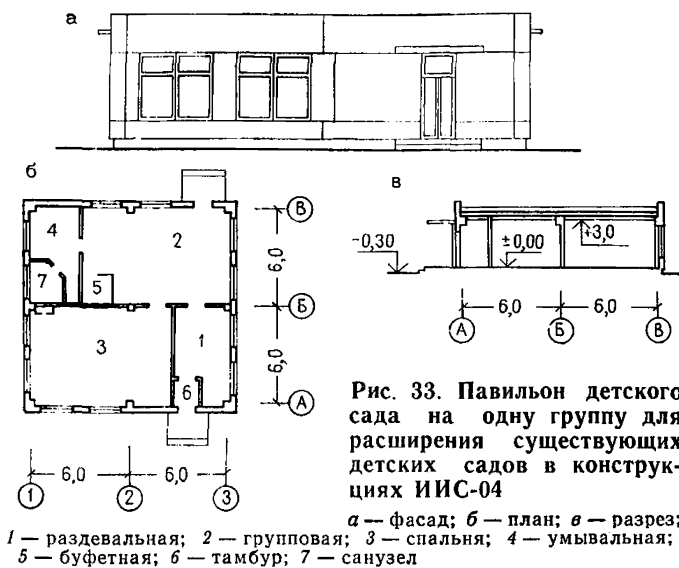 а
б
в
4
2
7
5
3
1
6
В
Б
А
6,0
6,0
6,0
6,0
1
2
3
-0,30
±0,00
+3,0
6,0
6,0
А
Б
В
Рис. 33. Павильон детского
сада на одну группу для
расширения существующих
детских садов в конструк-
циях ИИС-04
а — фасад; б — план; в — разрез;
1 — раздевальная; 2 — групповая; 3 — спальня; 4 — умывальная;
5 — буфетная; 6 — тамбур; 7 — санузел